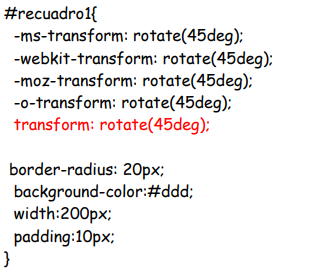 #recuadro1{
-ms-transform: rotate(45deg);
-webkit-transform: rotate(45deg);
-moz-transform: rotate(45deg);
-o-transform: rotate(45deg);
transform: rotate(45deg);
border-radius: 20px;
background-color:#ddd;
width:200px;
padding:10px;
}